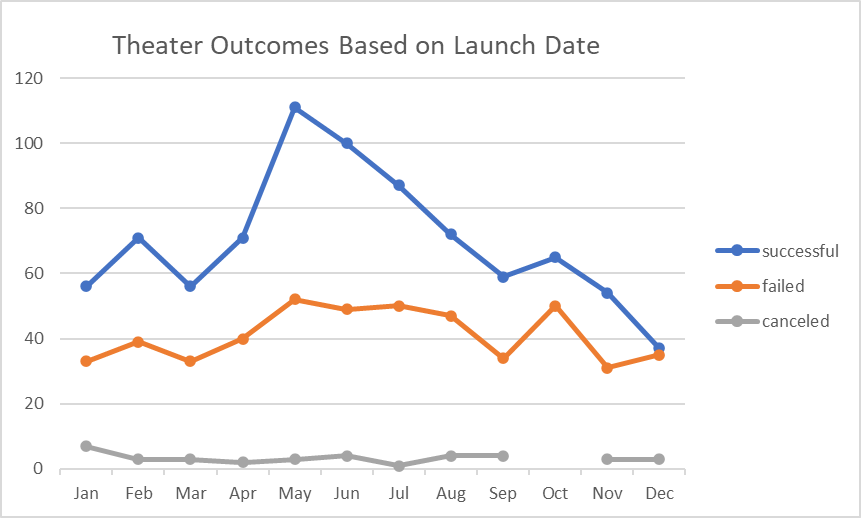 Theater Outcomes Based on Launch Date
120
100
80
60
40
20
0
Jan Feb Mar Apr May Jun Jul Aug Sep Oct Nov Dec
successful
failed
canceled